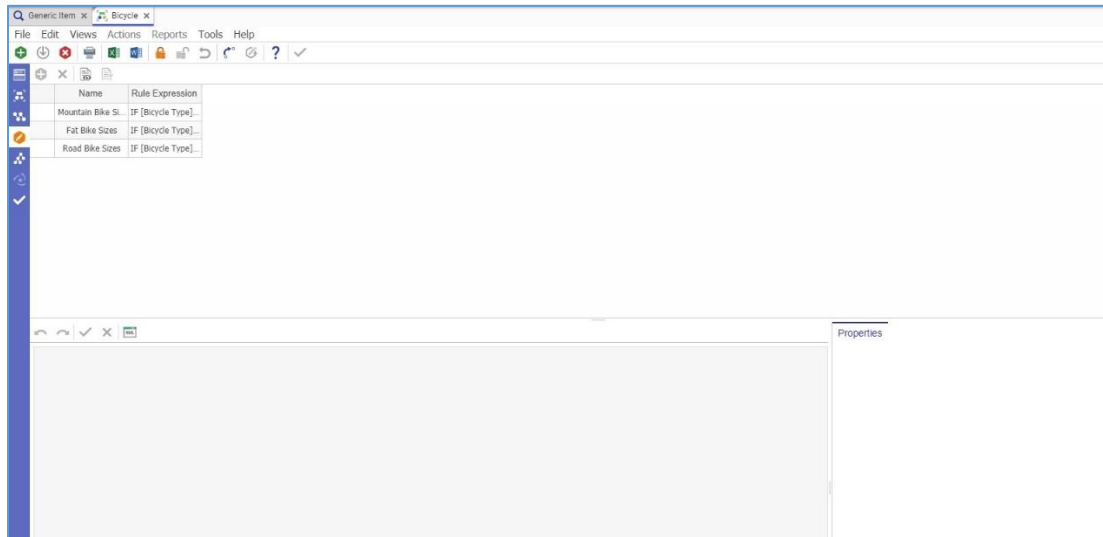 Generic Item Bicycle
File Edit Views Actions Reports Tools Help
Name Rule Expression
Mountain Bike Si... IF [Bicycle Type]...
Fat Bike Sizes IF [Bicycle Type]...
Road Bike Sizes IF [Bicycle Type]...
Properties